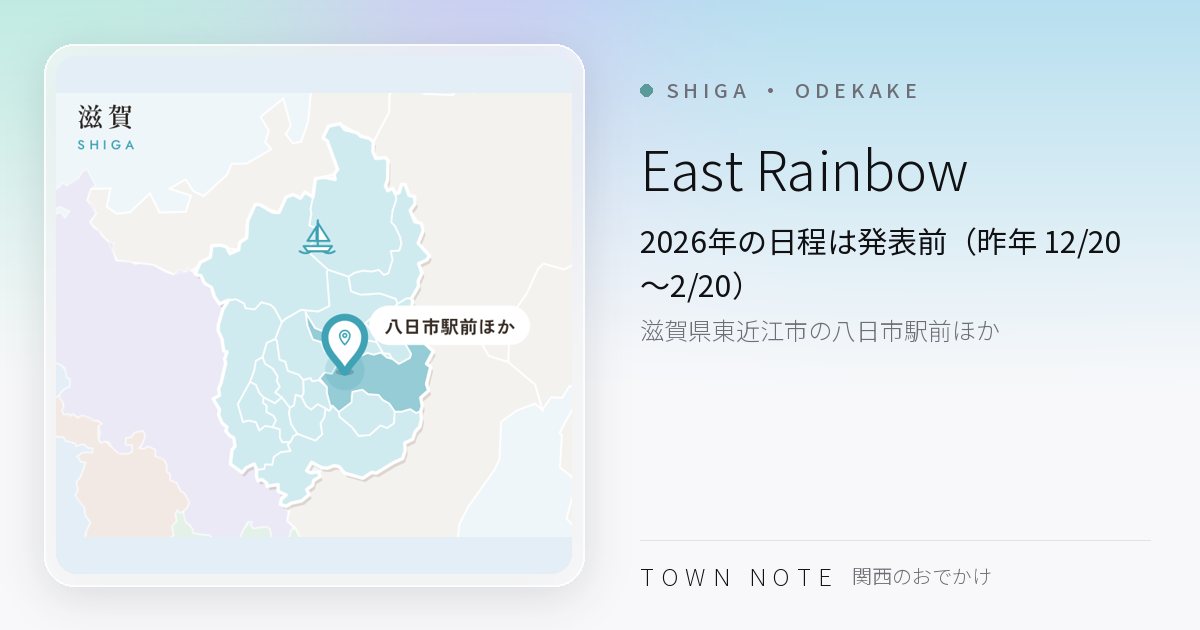 滋賀
SHIGA
八日市駅前ほか
SHIGA • ODEKAKE
East Rainbow
2026年の日程は発表前（昨年 12/20
〜2/20）
滋賀県東近江市の八日市駅前ほか
TOWN NOTE 関西のおでかけ